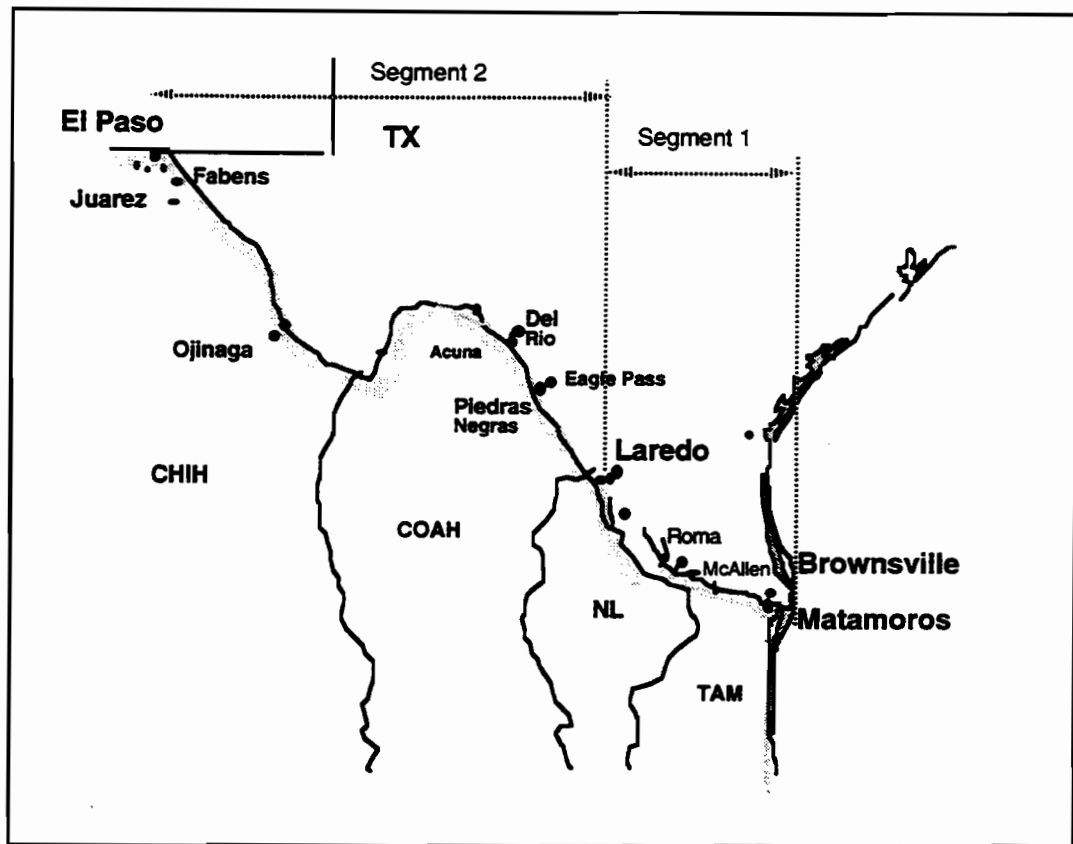 Segment 2
El Paso
TX
Segment 1
Fabens
Juarez
Del
Rio
Ojinaga
Acuna
Eagle Pass
Piedras
Negras
Laredo
CHIH
COAH
Roma
McAllen
Brownsville
NL
Matamoros
TAM